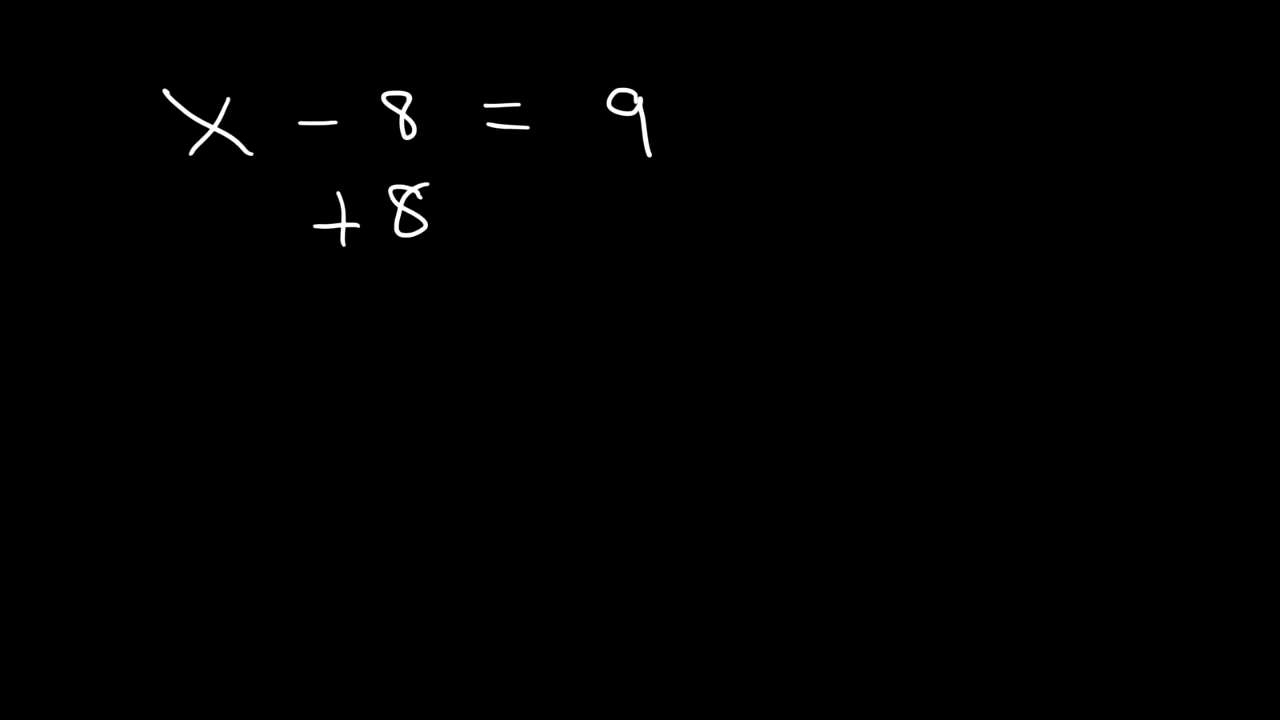 x - 8 = 9
+ 8